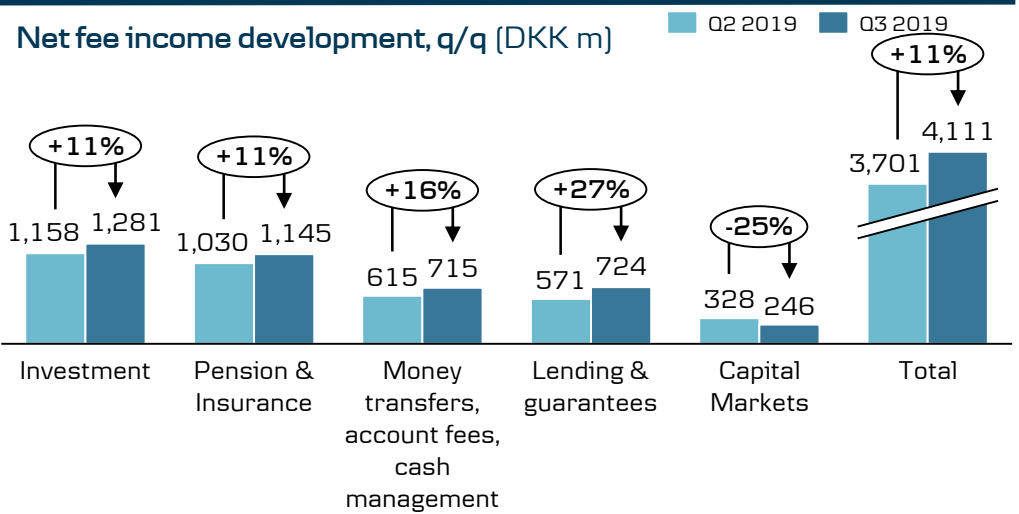 Net fee income development, q/q (DKK m)
Q2 2019
Q3 2019
+11%
+11%
+16%
+27%
-25%
+11%
1,158 1,281
1,030 1,145
615 715
571 724
328 246
3,701 4,111
Investment
Pension &
Insurance
Money
transfers,
account fees,
cash
management
Lending &
guarantees
Capital
Markets
Total